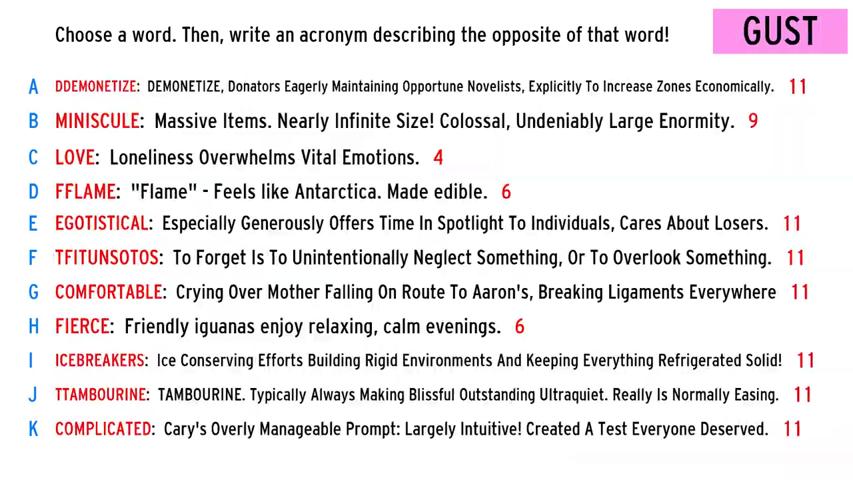 Choose a word. Then, write an acronym describing the opposite of that word!
GUST
A DDEMONETIZE: DEMONETIZE, Donators Eagerly Maintaining Opportune Novelists, Explicitly To Increase Zones Economically. 11
B MINISCULE: Massive Items. Nearly Infinite Size! Colossal, Undeniably Large Enormity. 9
C LOVE: Loneliness Overwhelms Vital Emotions. 4
D FFLAME: "Flame" - Feels like Antarctica. Made edible. 6
E EGOTISTICAL: Especially Generously Offers Time In Spotlight To Individuals, Cares About Losers. 11
F TFITUNSOTOS: To Forget Is To Unintentionally Neglect Something, Or To Overlook Something. 11
G COMFORTABLE: Crying Over Mother Falling On Route To Aaron's, Breaking Ligaments Everywhere 11
H FIERCE: Friendly iguanas enjoy relaxing, calm evenings. 6
I ICEBREAKERS: Ice Conserving Efforts Building Rigid Environments And Keeping Everything Refrigerated Solid! 11
J TTAMBOURINE: TAMBOURINE. Typically Always Making Blissful Outstanding Ultraquiet. Really Is Normally Easing. 11
K COMPLICATED: Cary's Overly Manageable Prompt: Largely Intuitive! Created A Test Everyone Deserved. 11